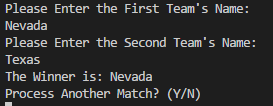 Please Enter the First Team's Name:
Nevada
Please Enter the Second Team's Name:
Texas
The Winner is: Nevada
Process Another Match? (Y/N)